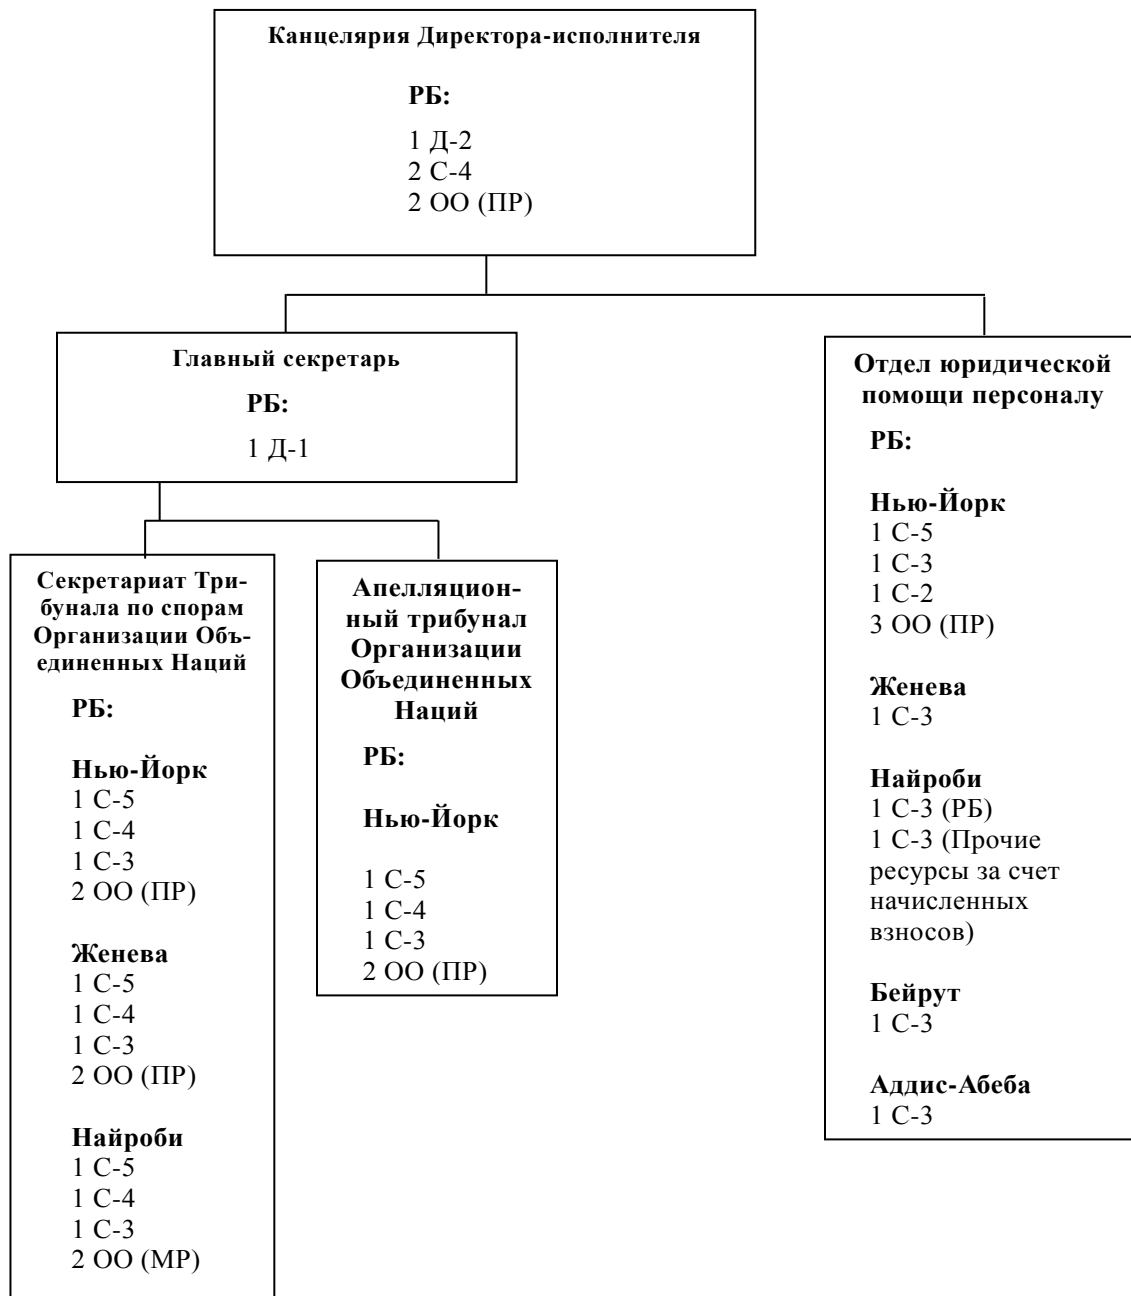 Канцелярия Директора-исполнителя
РБ:
1 Д-2
2 С-4
2 ОО (ПР)
Главный секретарь
РБ:
1 Д-1
Секретариат Три-
бунала по спорам
Организации Объ-
единенных Наций
РБ:
Нью-Йорк
1 С-5
1 С-4
1 С-3
2 ОО (ПР)
Женева
1 С-5
1 С-4
1 С-3
2 ОО (ПР)
Найроби
1 С-5
1 С-4
1 С-3
2 ОО (МР)
Апелляцион-
ный трибунал
Организации
Объединенных
Наций
РБ:
Нью-Йорк
1 С-5
1 С-4
1 С-3
2 ОО (ПР)
Отдел юридической
помощи персоналу
РБ:
Нью-Йорк
1 С-5
1 С-3
1 С-2
3 ОО (ПР)
Женева
1 С-3
Найроби
1 С-3 (РБ)
1 С-3 (Прочие
ресурсы за счет
начисленных
взносов)
Бейрут
1 С-3
Аддис-Абеба
1 С-3